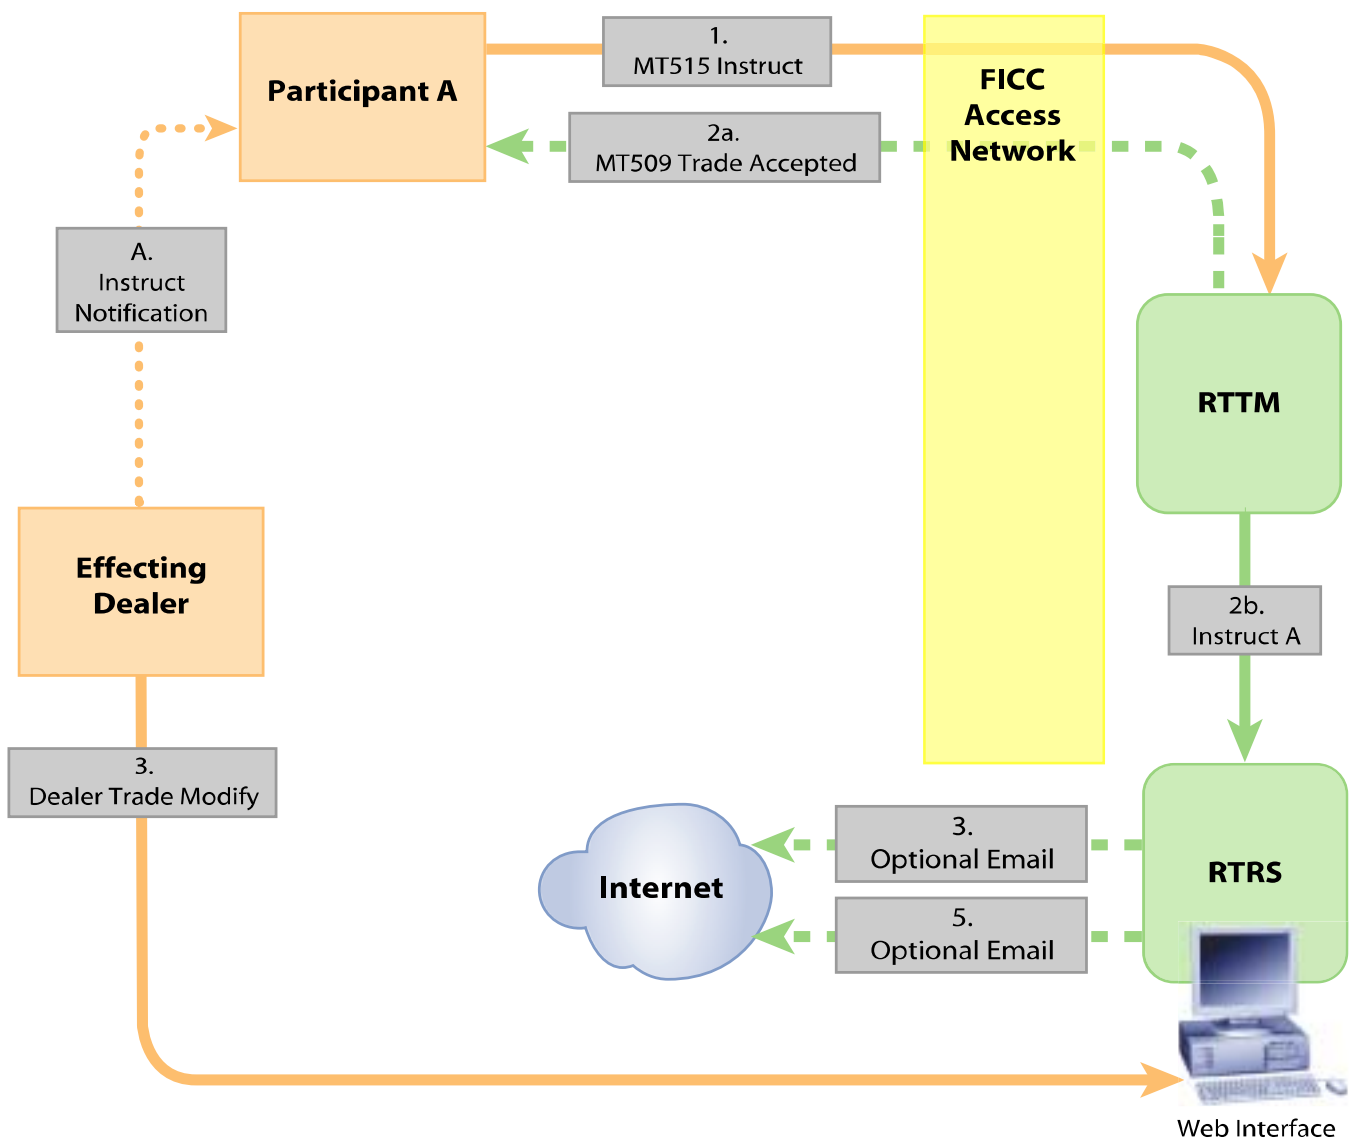 1.
MT515 Instruct
Participant A
FICC
Access
Network
2a.
MT509 Trade Accepted
A.
Instruct
Notification
RTTM
Effecting
Dealer
2b.
Instruct A
3.
Dealer Trade Modify
3.
Optional Email
Internet
RTRS
5.
Optional Email
Web Interface